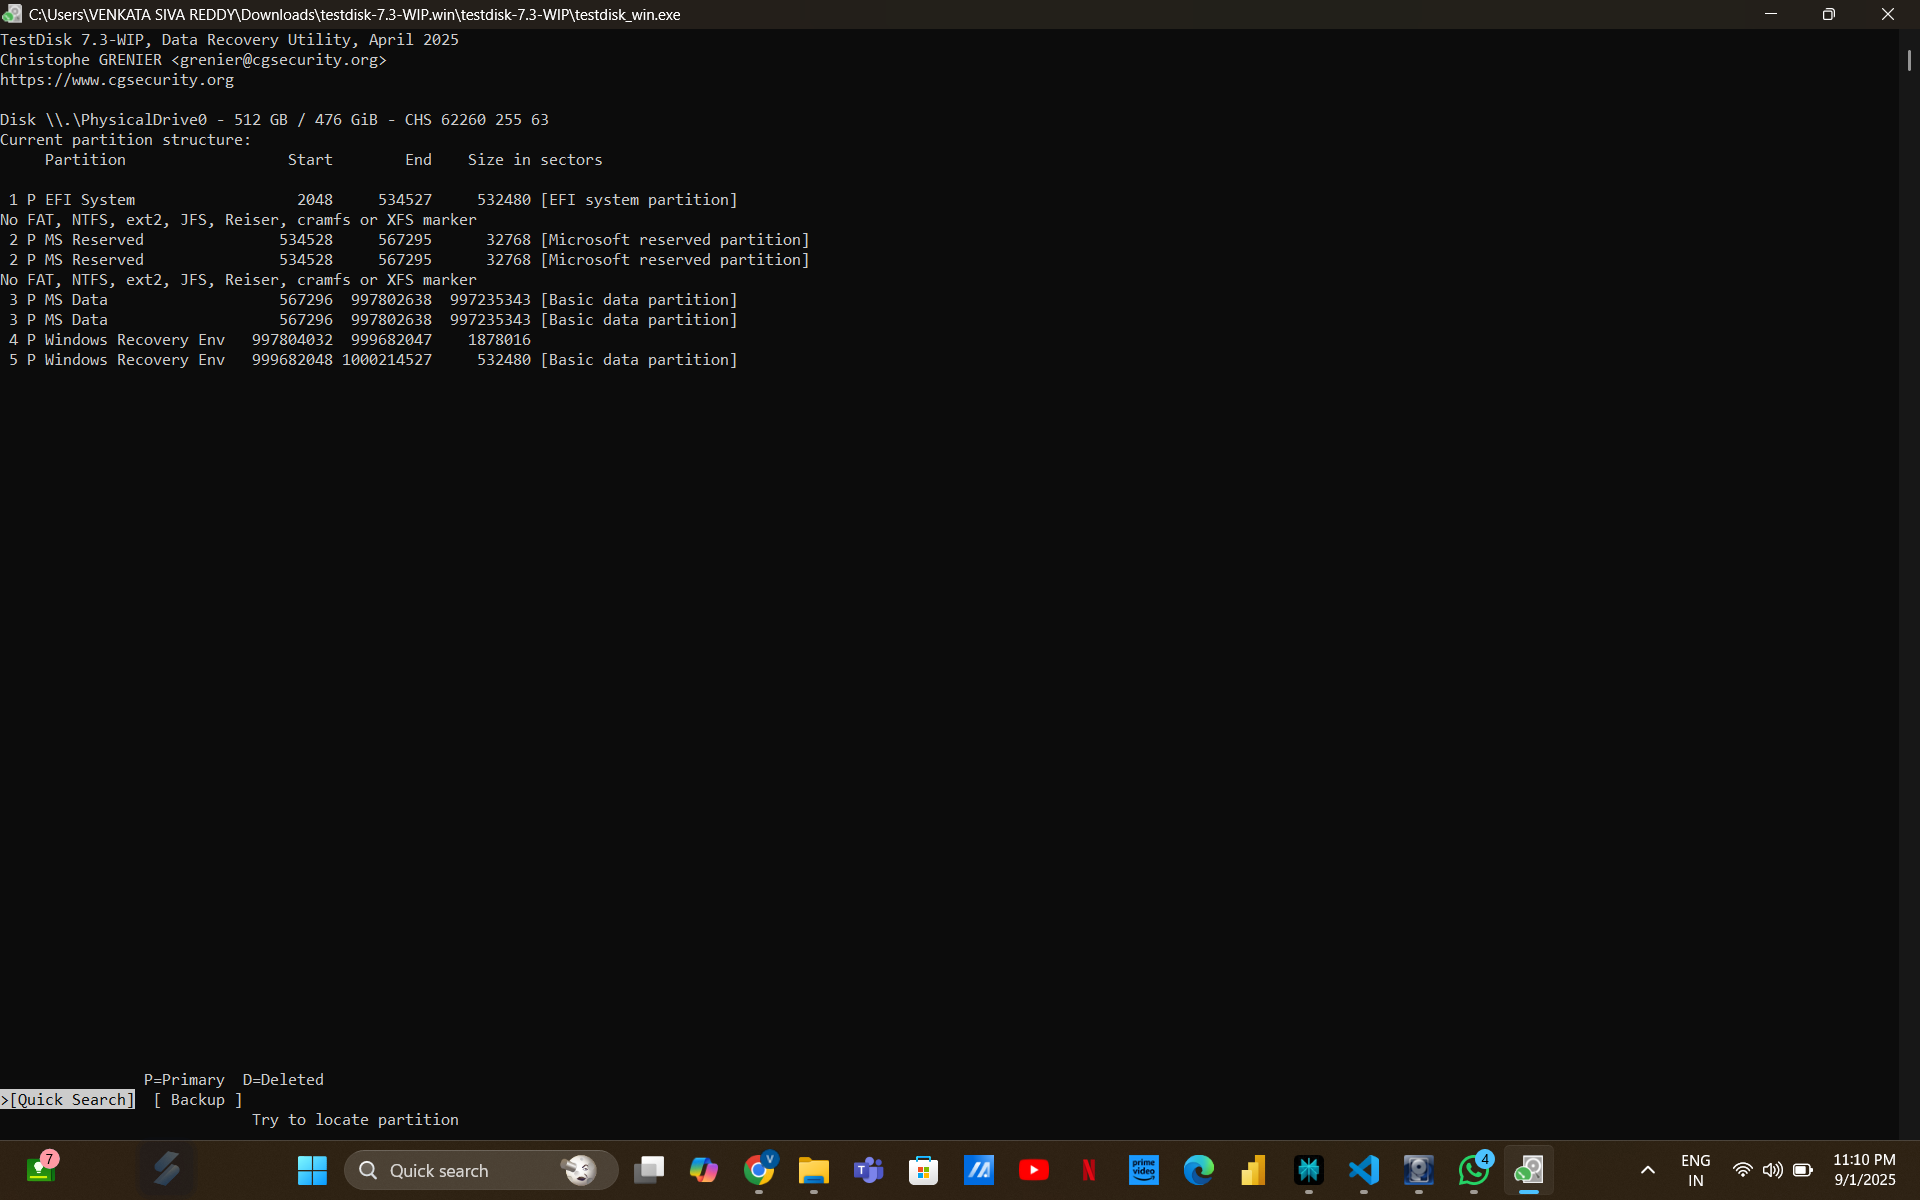 C:\Users\VENKATA SIVA REDDY\Downloads\testdisk-7.3-WIP.win\testdisk-7.3-WIP\testdisk_win.exe
TestDisk 7.3-WIP, Data Recovery Utility, April 2025
Christophe GRENIER <grenier@cgsecurity.org>
https://www.cgsecurity.org
Disk \\.\PhysicalDrive0 - 512 GB / 476 GiB - CHS 62260 255 63
Current partition structure:
     Partition                  Start        End    Size in sectors
 1 P EFI System                  2048     534527     532480 [EFI system partition]
No FAT, NTFS, ext2, JFS, Reiser, cramfs or XFS marker
 2 P MS Reserved               534528     567295      32768 [Microsoft reserved partition]
 2 P MS Reserved               534528     567295      32768 [Microsoft reserved partition]
No FAT, NTFS, ext2, JFS, Reiser, cramfs or XFS marker
 3 P MS Data                   567296  997802638  997235343 [Basic data partition]
 3 P MS Data                   567296  997802638  997235343 [Basic data partition]
 4 P Windows Recovery Env   997804032  999682047    1878016
 5 P Windows Recovery Env   999682048 1000214527     532480 [Basic data partition]
P=Primary  D=Deleted
>[Quick Search]  [ Backup ]
Try to locate partition
7
Quick search
V
T
N
prime video
4
ENG
IN
11:10 PM
9/1/2025